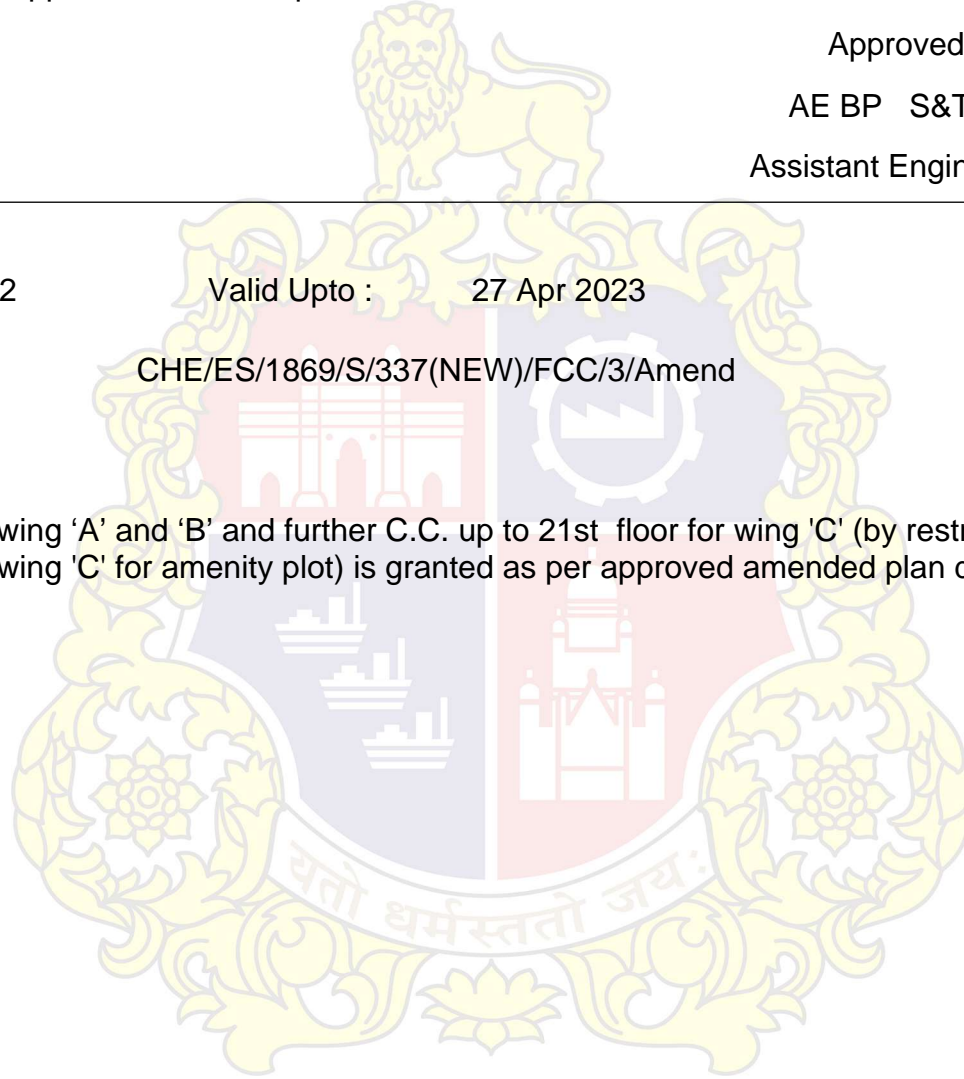 Approved
AE BP S&T
Assistant Engin
2 Valid Upto : 27 Apr 2023
CHE/ES/1869/S/337(NEW)/FCC/3/Amend
wing ‘A’ and ‘B’ and further C.C. up to 21st floor for wing 'C' (by restr
wing 'C' for amenity plot) is granted as per approved amended plan
यतो धर्मस्ततो जय: